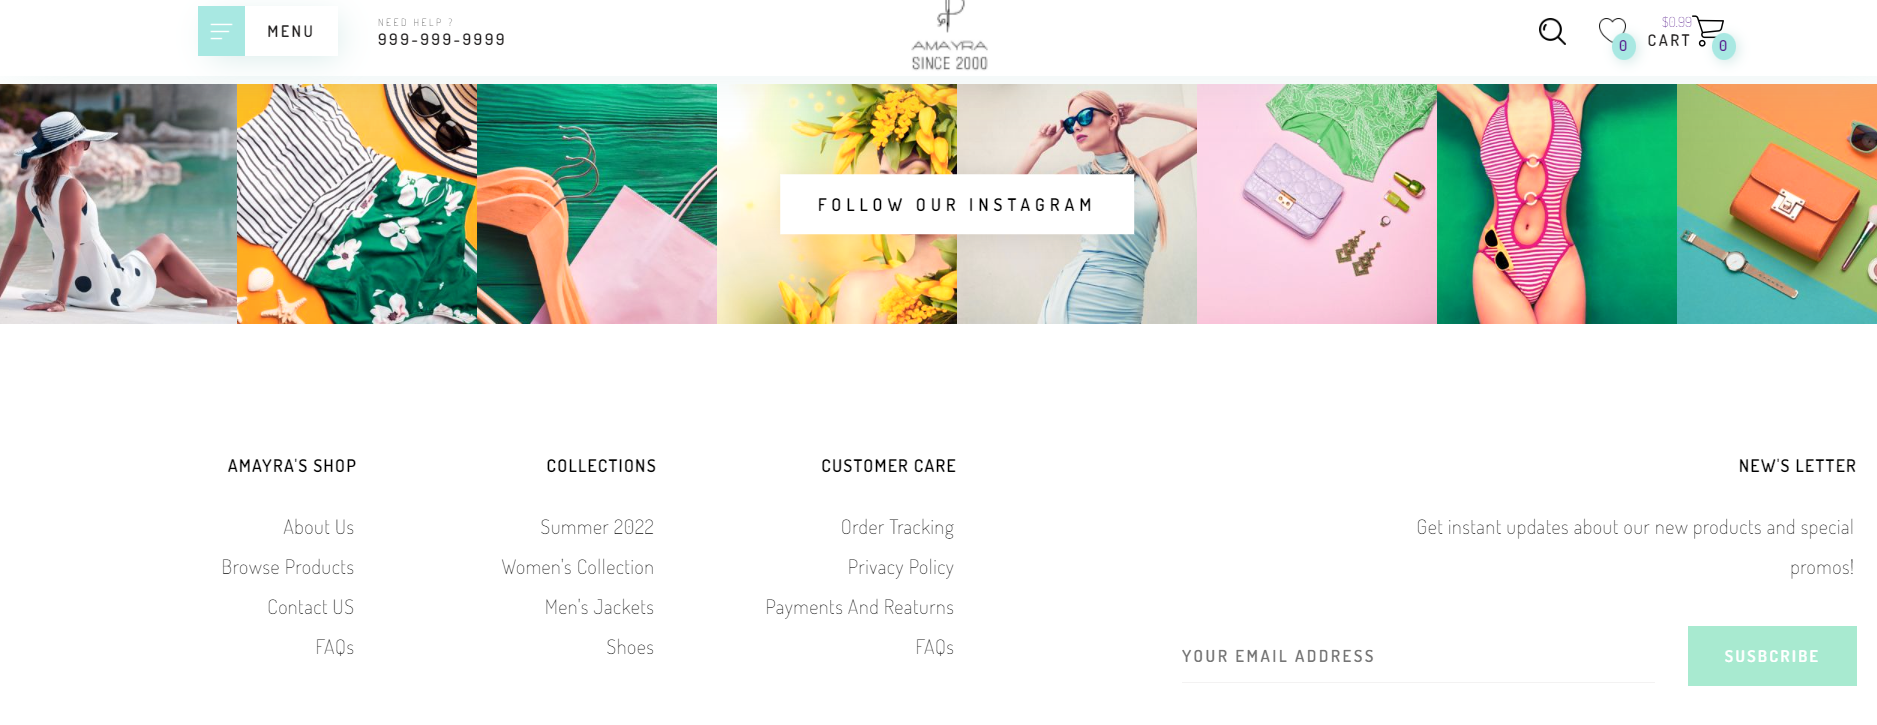 MENU
NEED HELP ?
999-999-9999
AMAYRA
SINCE 2000
0
$0.99
CART
0
FOLLOW OUR INSTAGRAM
AMAYRA'S SHOP
About Us
Browse Products
Contact US
FAQs
COLLECTIONS
Summer 2022
Women's Collection
Men's Jackets
Shoes
CUSTOMER CARE
Order Tracking
Privacy Policy
Payments And Reaturns
FAQs
NEW'S LETTER
Get instant updates about our new products and special
promos!
YOUR EMAIL ADDRESS
SUSBCRIBE